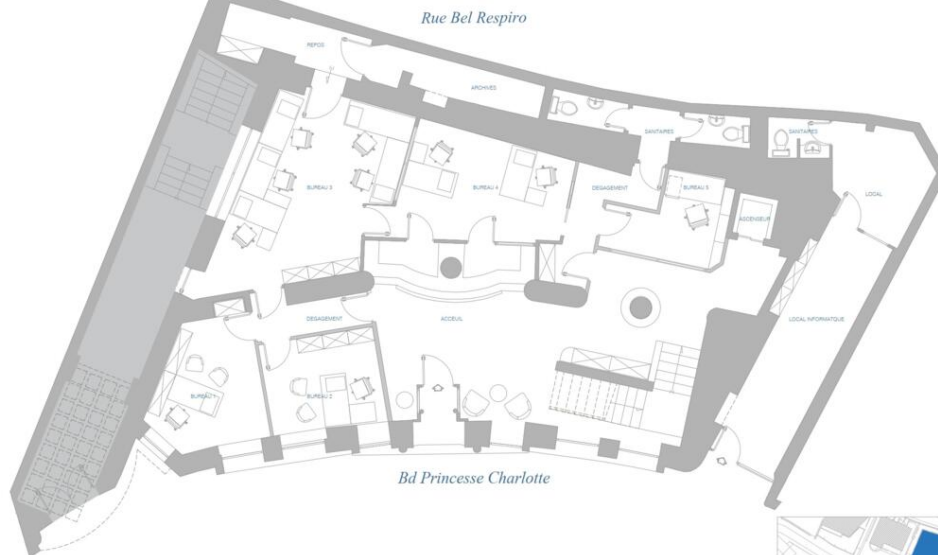 Rue Bel Respiro
REPOS
ARCHIVES
SANITAIRES
SANITAIRES
BUREAU 3
BUREAU 4
DEGAGEMENT
BUREAU 5
LOCAL
ASCENSEUR
DEGAGEMENT
ACCEUIL
LOCAL INFORMATIQUE
BUREAU 1
BUREAU 2
Bd Princesse Charlotte